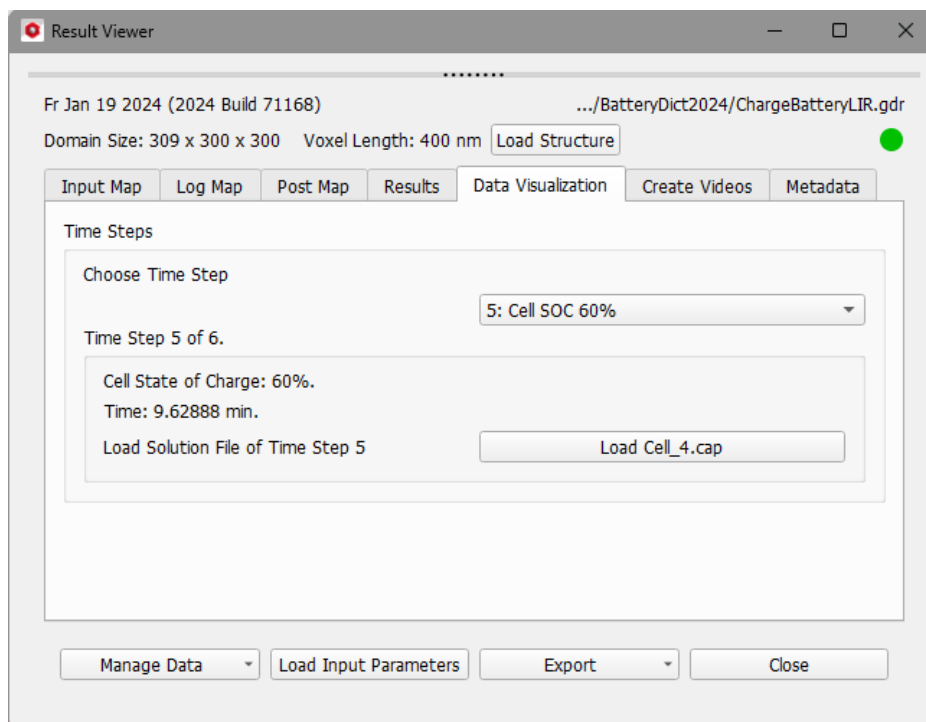 Result Viewer
Fr Jan 19 2024 (2024 Build 71168) .../BatteryDict2024/ChargeBatteryLIR.gdr
Domain Size: 309 x 300 x 300 Voxel Length: 400 nm Load Structure
Input Map Log Map Post Map Results Data Visualization Create Videos Metadata
Time Steps
Choose Time Step
5: Cell SOC 60%
Time Step 5 of 6.
Cell State of Charge: 60%.
Time: 9.62888 min.
Load Solution File of Time Step 5 Load Cell_4.cap
Manage Data Load Input Parameters Export Close